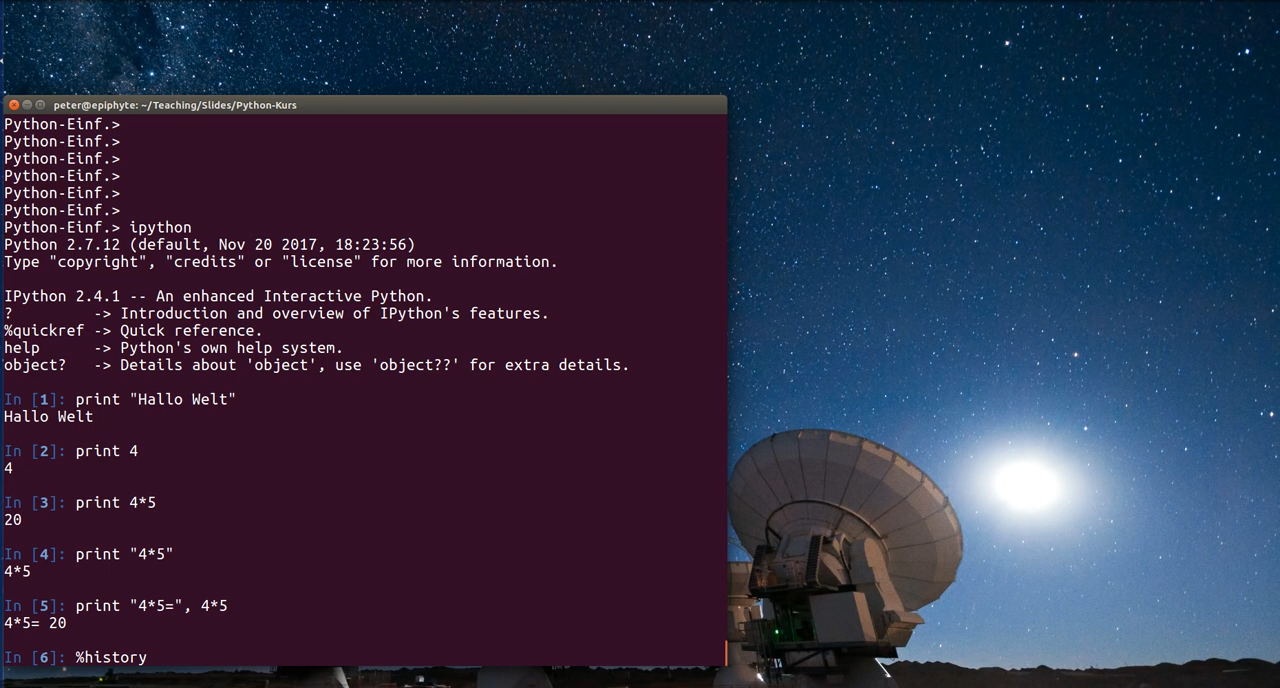 peter@epiphyte: ~/Teaching/Slides/Python-Kurs
Python-Einf.>
Python-Einf.>
Python-Einf.>
Python-Einf.>
Python-Einf.>
Python-Einf.>
Python-Einf.> ipython
Python 2.7.12 (default, Nov 20 2017, 18:23:56)
Type "copyright", "credits" or "license" for more information.
IPython 2.4.1 -- An enhanced Interactive Python.
?         -> Introduction and overview of IPython's features.
%quickref -> Quick reference.
help      -> Python's own help system.
object?   -> Details about 'object', use 'object??' for extra details.
In [1]: print "Hallo Welt"
Hallo Welt
In [2]: print 4
4
In [3]: print 4*5
20
In [4]: print "4*5"
4*5
In [5]: print "4*5=", 4*5
4*5= 20
In [6]: %history